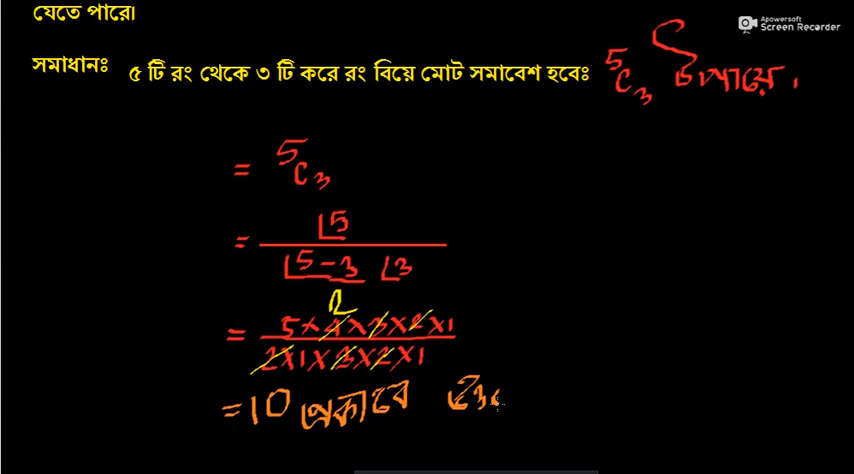 যেতে পারে।
Apowersoft
Screen Recorder
সমাধানঃ ৫ টি রং থেকে ৩ টি করে রং নিয়ে মোট সমাবেশ হবেঃ ⁵C₃ উপায়ে।
= ⁵C₃
= ∟5 / ∟5-3 ∟3
2
= 5×4×3×2×1 / 2×1×3×2×1
= 10 প্রকারে